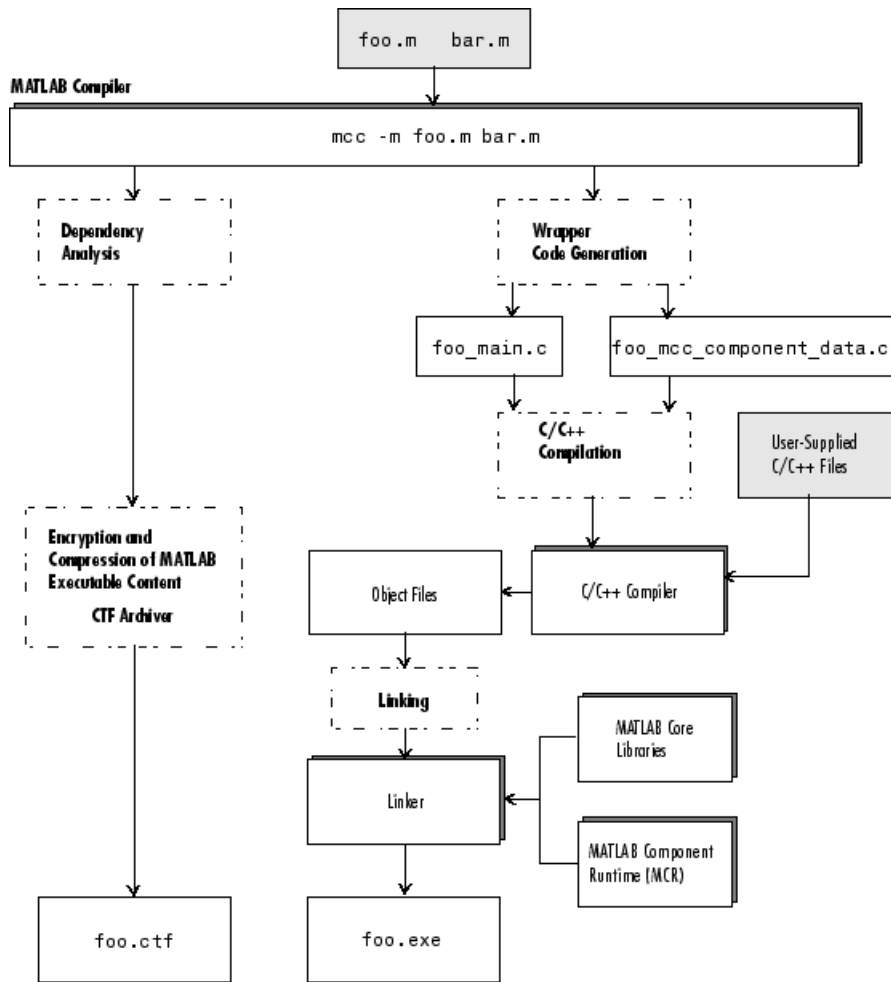 foo.m bar.m
MATLAB Compiler
mcc -m foo.m bar.m
Dependency
Analysis
Wrapper
Code Generation
foo_main.c
foo_mcc_component_data.c
C/C++
Compilation
User-Supplied
C/C++ Files
Encryption and
Compression of MATLAB
Executable Content
CTF Archiver
Object Files
C/C++ Compiler
Linking
MATLAB Core
Libraries
Linker
MATLAB Component
Runtime (MCR)
foo.ctf
foo.exe